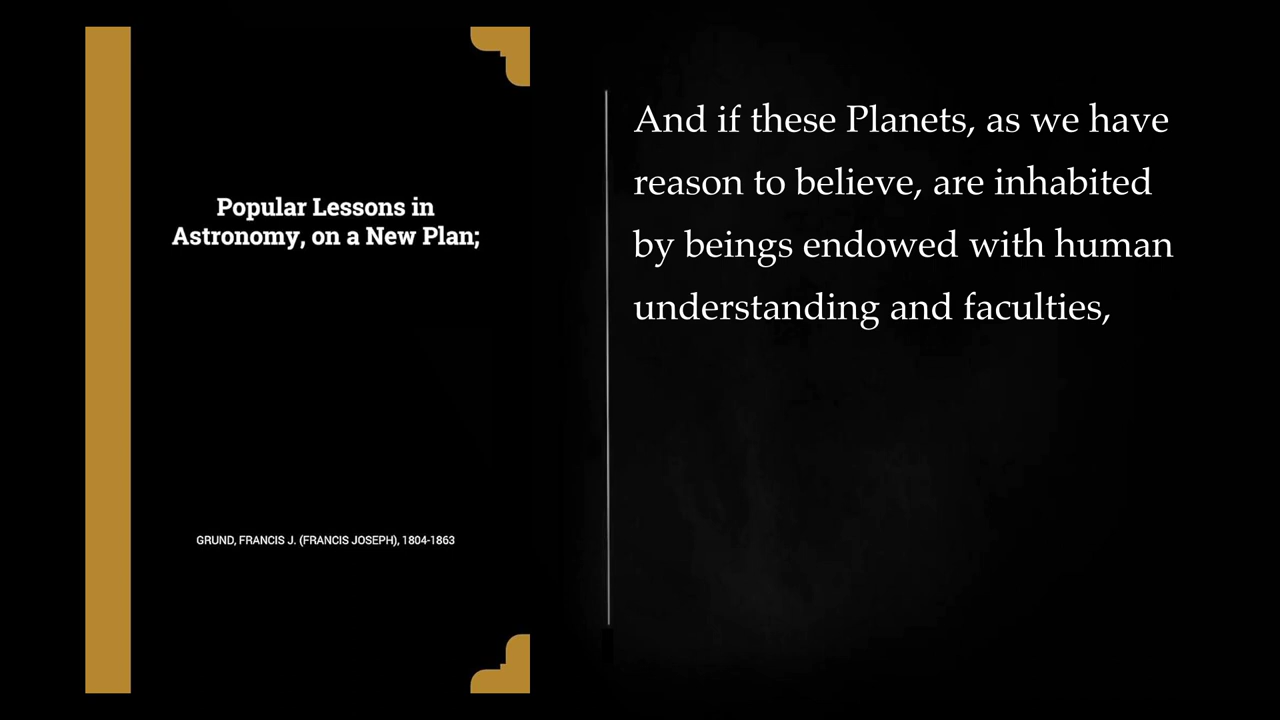 Popular Lessons in
Astronomy, on a New Plan;
GRUND, FRANCIS J. (FRANCIS JOSEPH), 1804-1863
And if these Planets, as we have
reason to believe, are inhabited
by beings endowed with human
understanding and faculties,